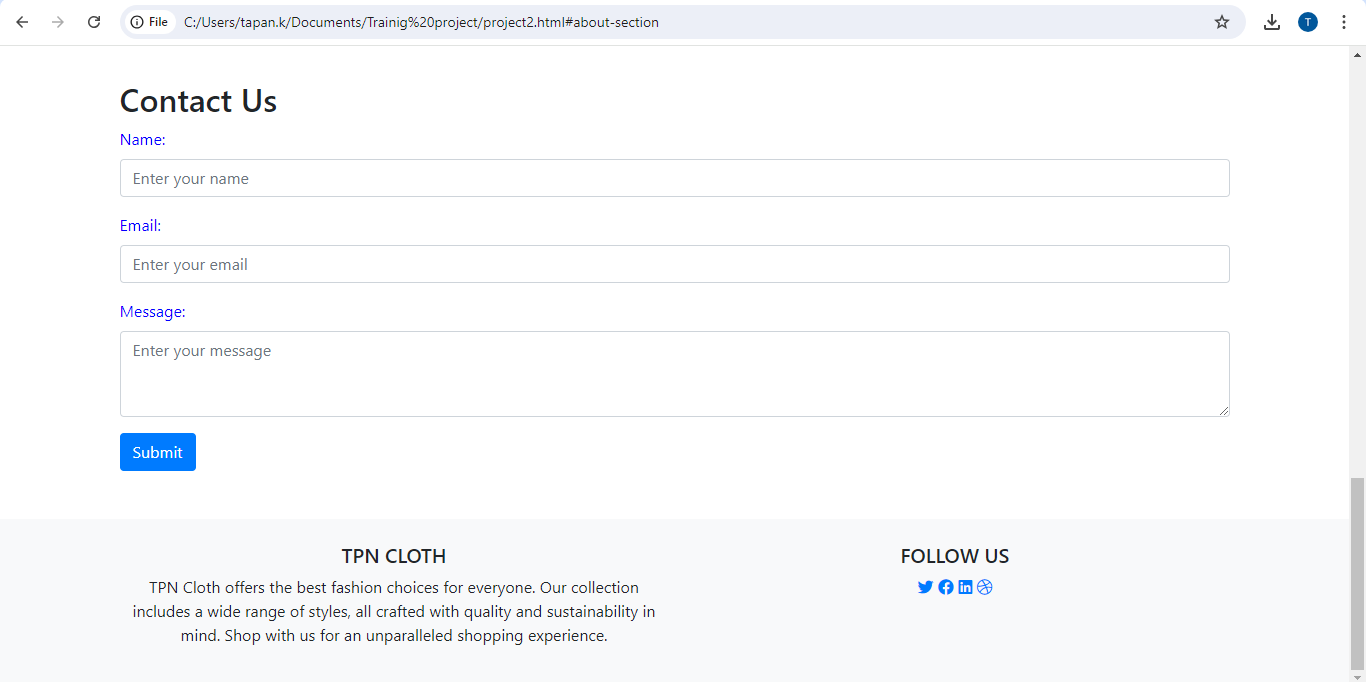 File
C:/Users/tapan.k/Documents/Trainig%20project/project2.html#about-section
T
Contact Us
Name:
Enter your name
Email:
Enter your email
Message:
Enter your message
Submit
TPN CLOTH
TPN Cloth offers the best fashion choices for everyone. Our collection
includes a wide range of styles, all crafted with quality and sustainability in
mind. Shop with us for an unparalleled shopping experience.
FOLLOW US